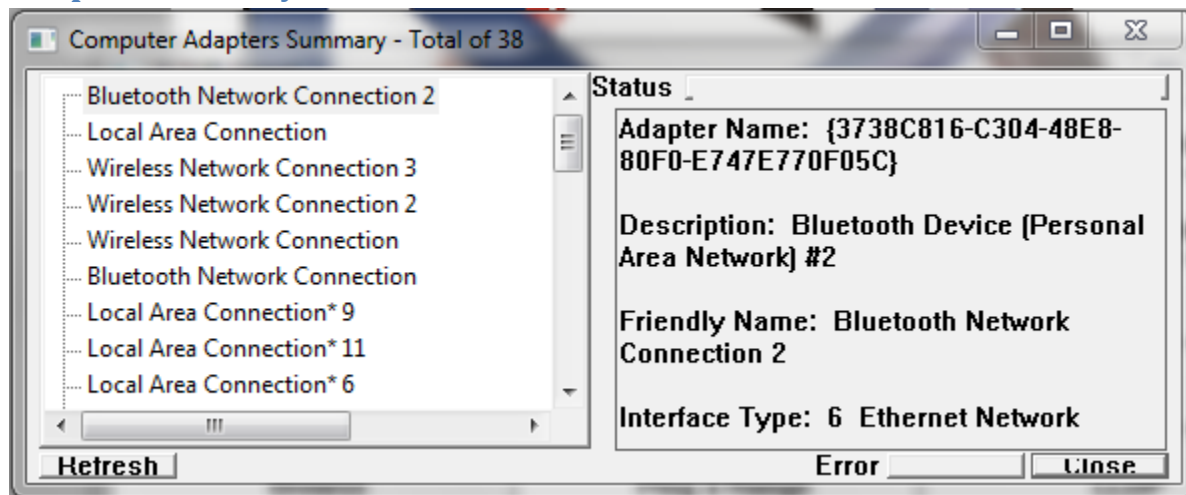 Computer Adapters Summary - Total of 38
Bluetooth Network Connection 2
Local Area Connection
Wireless Network Connection 3
Wireless Network Connection 2
Wireless Network Connection
Bluetooth Network Connection
Local Area Connection* 9
Local Area Connection* 11
Local Area Connection* 6
Refresh
Status
Adapter Name: {3738C816-C304-48E8-
80F0-E747E770F05C}
Description: Bluetooth Device (Personal
Area Network) #2
Friendly Name: Bluetooth Network
Connection 2
Interface Type: 6 Ethernet Network
Error
Close